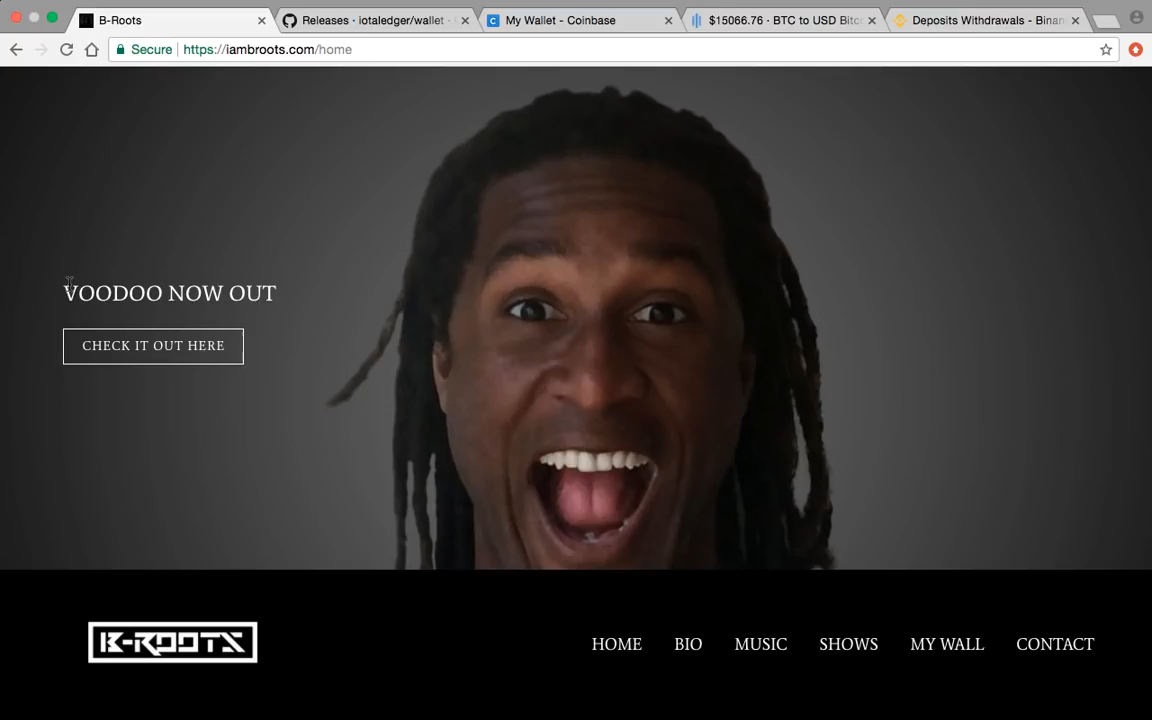 B-Roots
Releases · iotaledger/wallet ·
My Wallet - Coinbase
$15066.76 · BTC to USD Bitc
Deposits Withdrawals - Binan
Secure
https://iambroots.com/home
VOODOO NOW OUT
CHECK IT OUT HERE
B-ROOTS
HOME
BIO
MUSIC
SHOWS
MY WALL
CONTACT